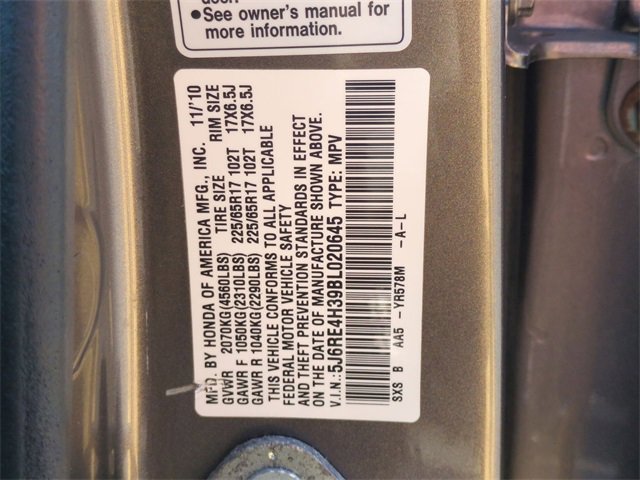 ●See owner's manual for
more information.
MFD. BY HONDA OF AMERICA MFG., INC. 11/'10
GVWR 2070KG(4560LBS) TIRE SIZE RIM SIZE
GAWR F 1050KG(2310LBS) 225/65R17 102T 17X6.5J
GAWR R 1040KG(2290LBS) 225/65R17 102T 17X6.5J
THIS VEHICLE CONFORMS TO ALL APPLICABLE
FEDERAL MOTOR VEHICLE SAFETY
AND THEFT PREVENTION STANDARDS IN EFFECT
ON THE DATE OF MANUFACTURE SHOWN ABOVE.
V.I.N.: 5J6RE4H39BL020645 TYPE: MPV
SXS B AA5 -YR578M -A-L